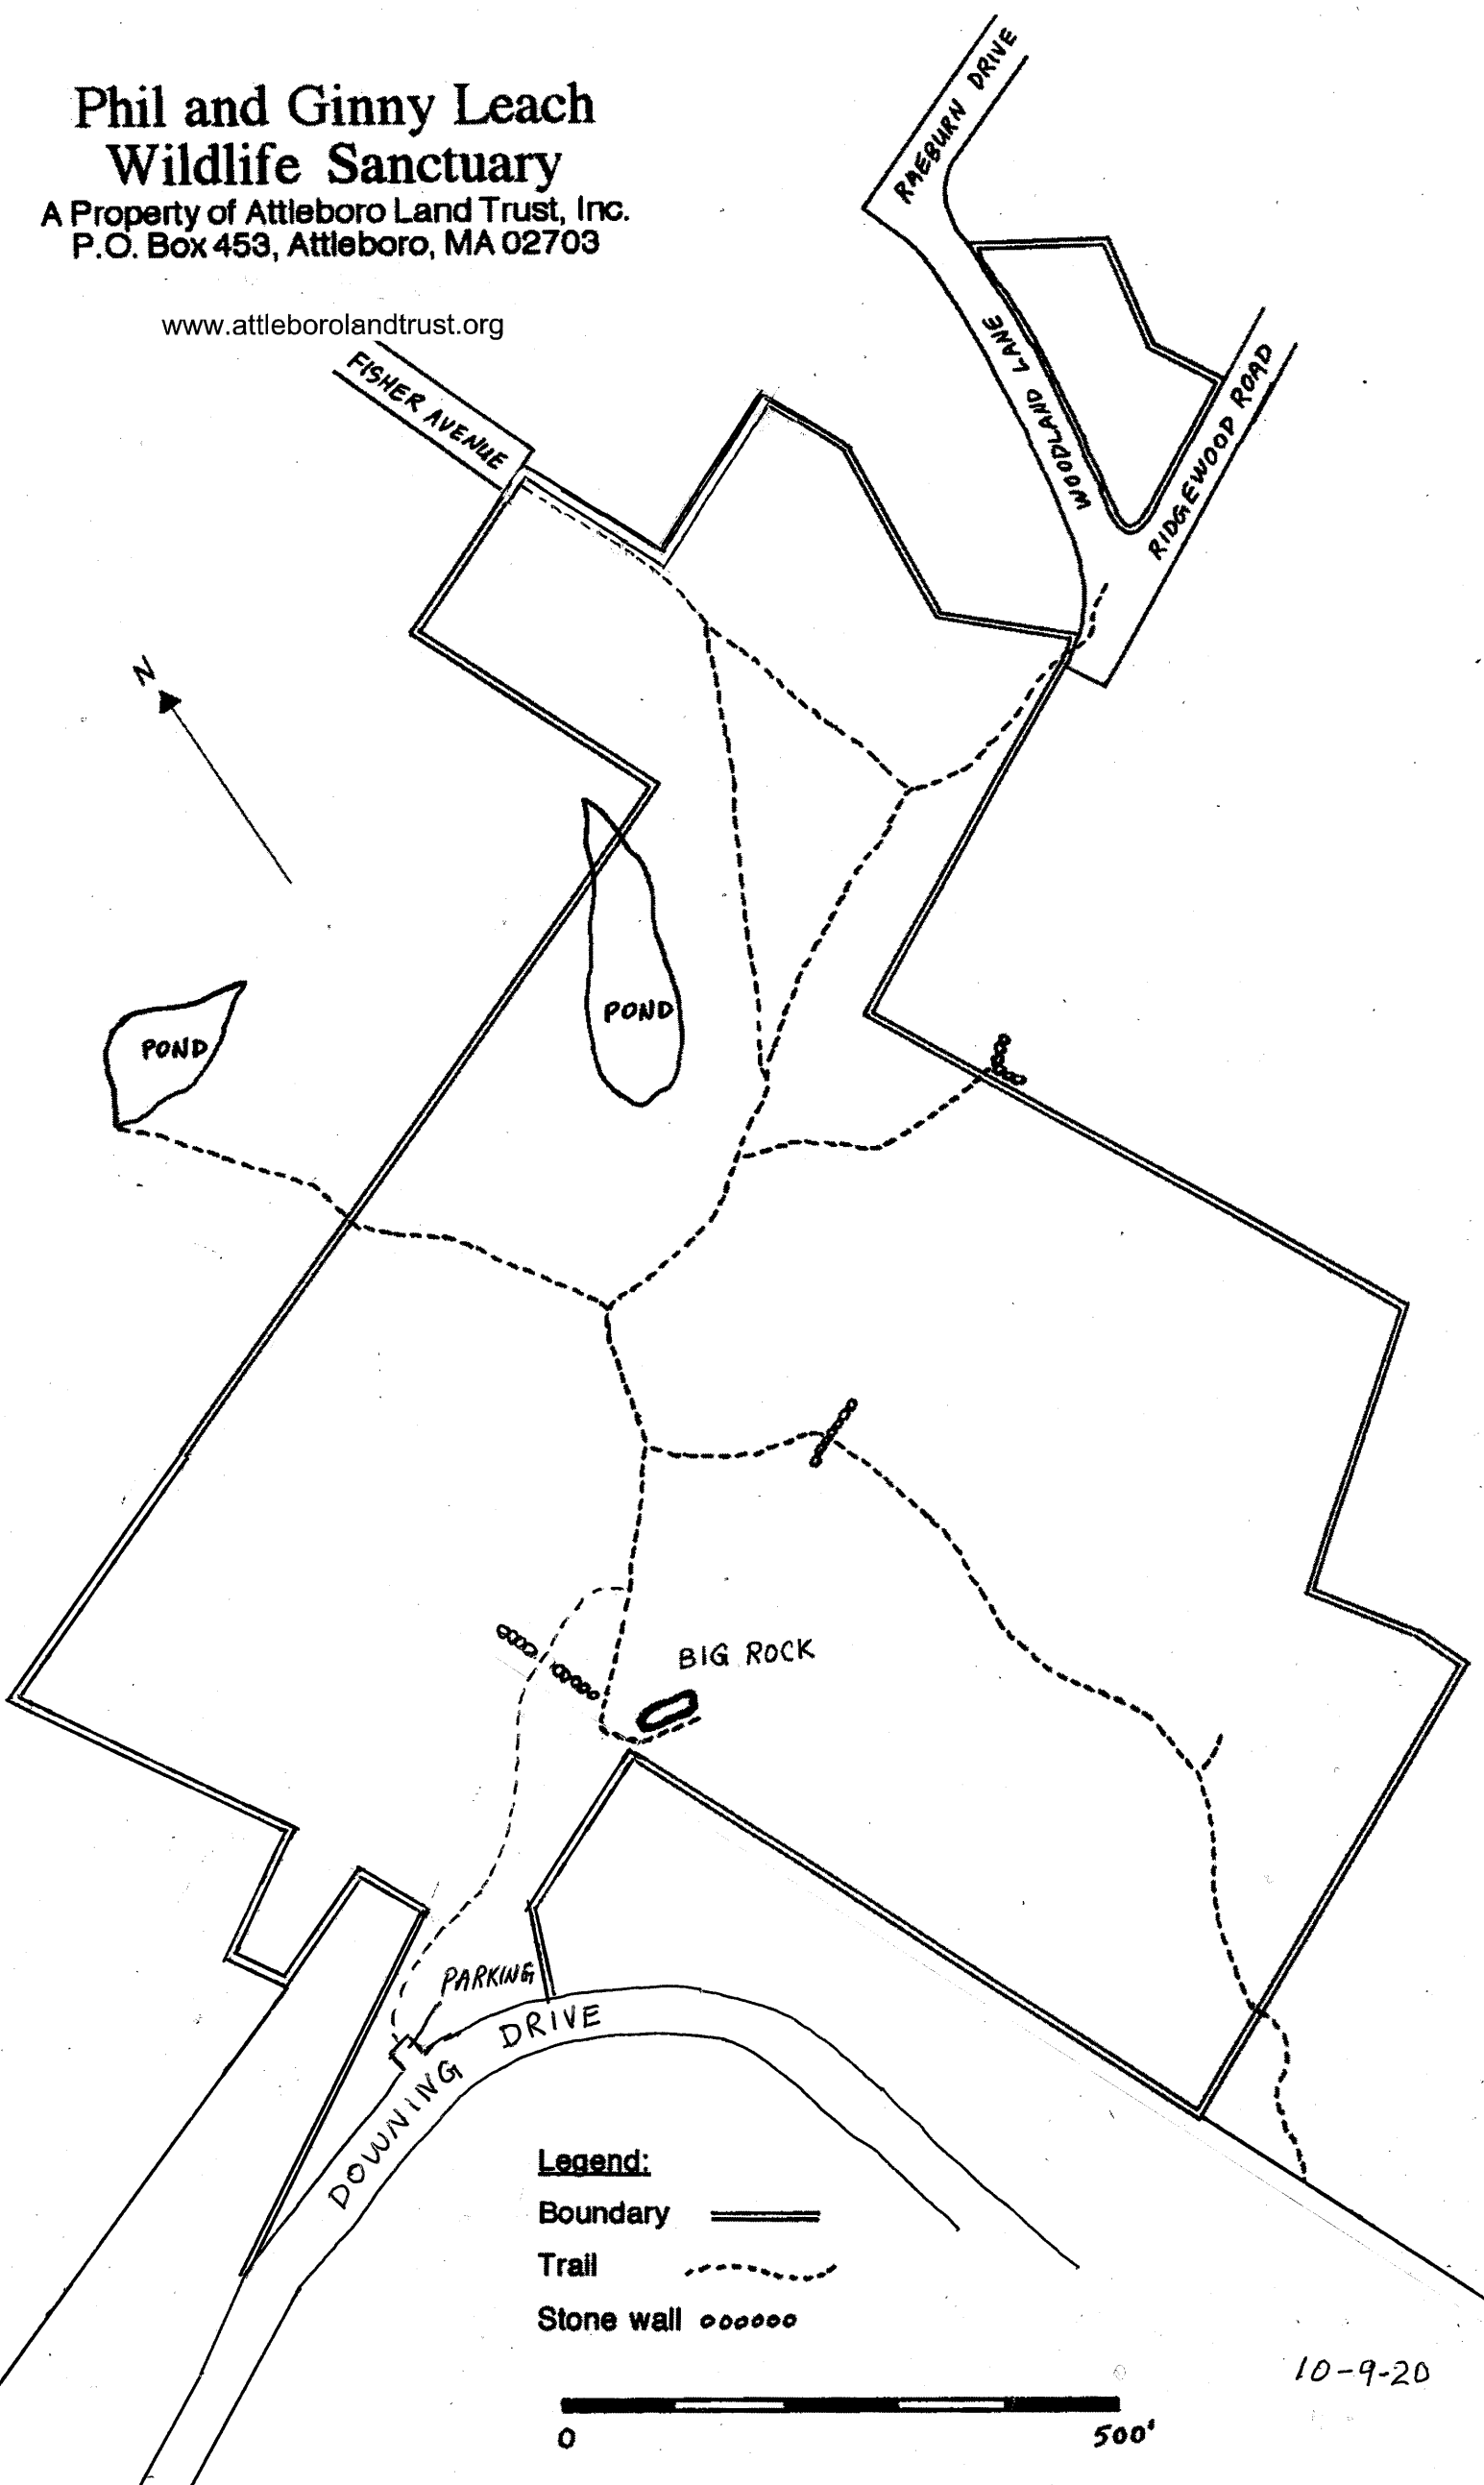 Phil and Ginny Leach
Wildlife Sanctuary
A Property of Attleboro Land Trust, Inc.
P.O. Box 453, Attleboro, MA 02703
www.attleborolandtrust.org
RAEBURN DRIVE
WOODLAND LANE
RIDGEWOOD ROAD
FISHER AVENUE
N
POND
POND
BIG ROCK
PARKING
DOWNING DRIVE
Legend:
Boundary
Trail
Stone wall
0 500'
10-9-20